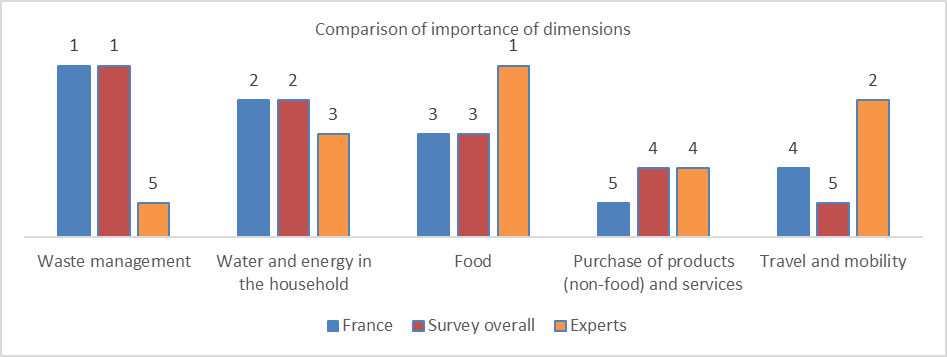 Comparison of importance of dimensions
1 1 5 2 2 3 3 3 1 5 4 4 4 5 2
Waste management
Water and energy in
the household
Food
Purchase of products
(non-food) and services
Travel and mobility
France Survey overall Experts